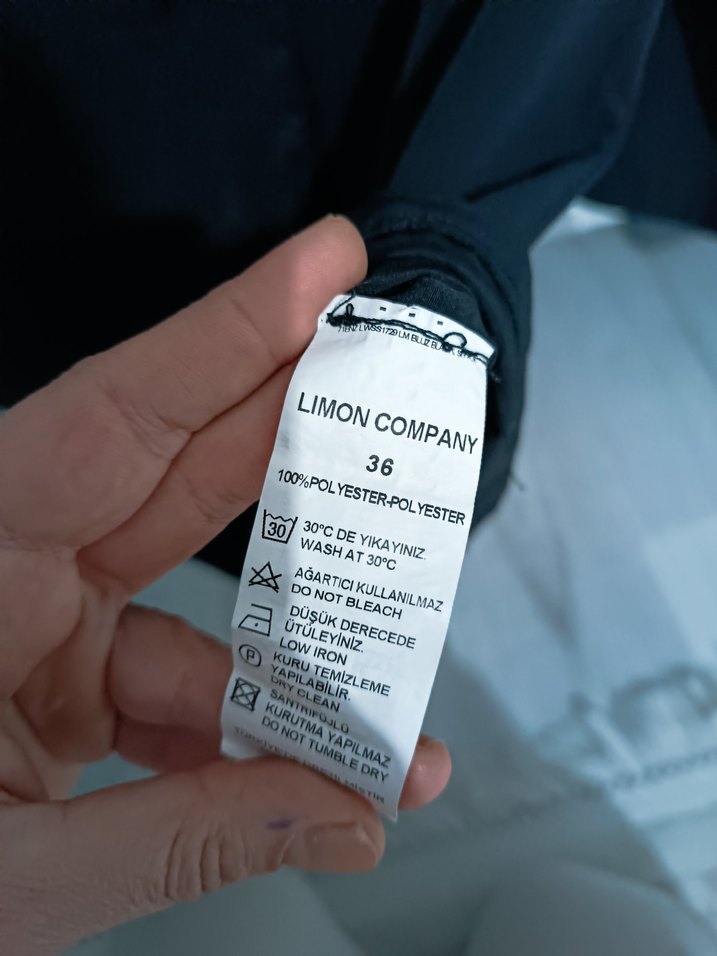 LIMON COMPANY
36
100%POLYESTER-POLYESTER
30
30°C DE YIKAYINIZ.
WASH AT 30°C
AĞARTICI KULLANILMAZ
DO NOT BLEACH
DÜŞÜK DERECEDE
ÜTÜLEYİNİZ.
LOW IRON
P
KURU TEMİZLEME
YAPILABİLİR.
DRY CLEAN
SANTRİFÜJLÜ
KURUTMA YAPILMAZ
DO NOT TUMBLE DRY